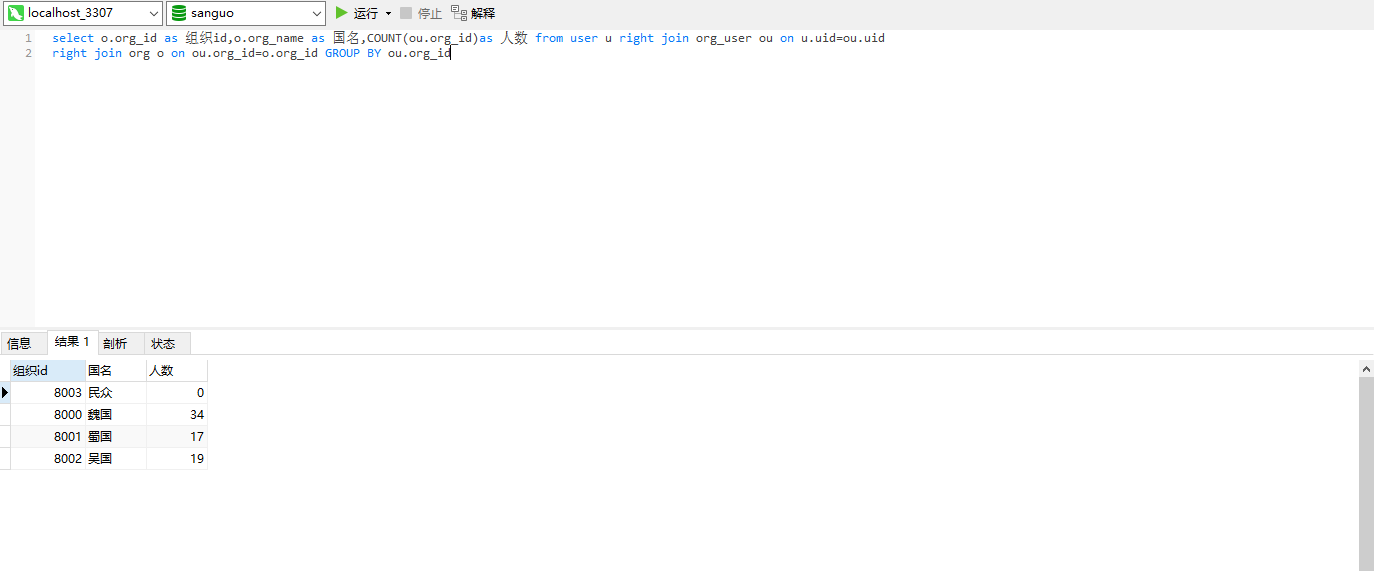 localhost_3307 sanguo 运行 停止 解释
1 select o.org_id as 组织id,o.org_name as 国名,COUNT(ou.org_id)as 人数 from user u right join org_user ou on u.uid=ou.uid
2 right join org o on ou.org_id=o.org_id GROUP BY ou.org_id
信息 结果 1 剖析 状态
组织id 国名 人数
8003 民众 0
8000 魏国 34
8001 蜀国 17
8002 吴国 19